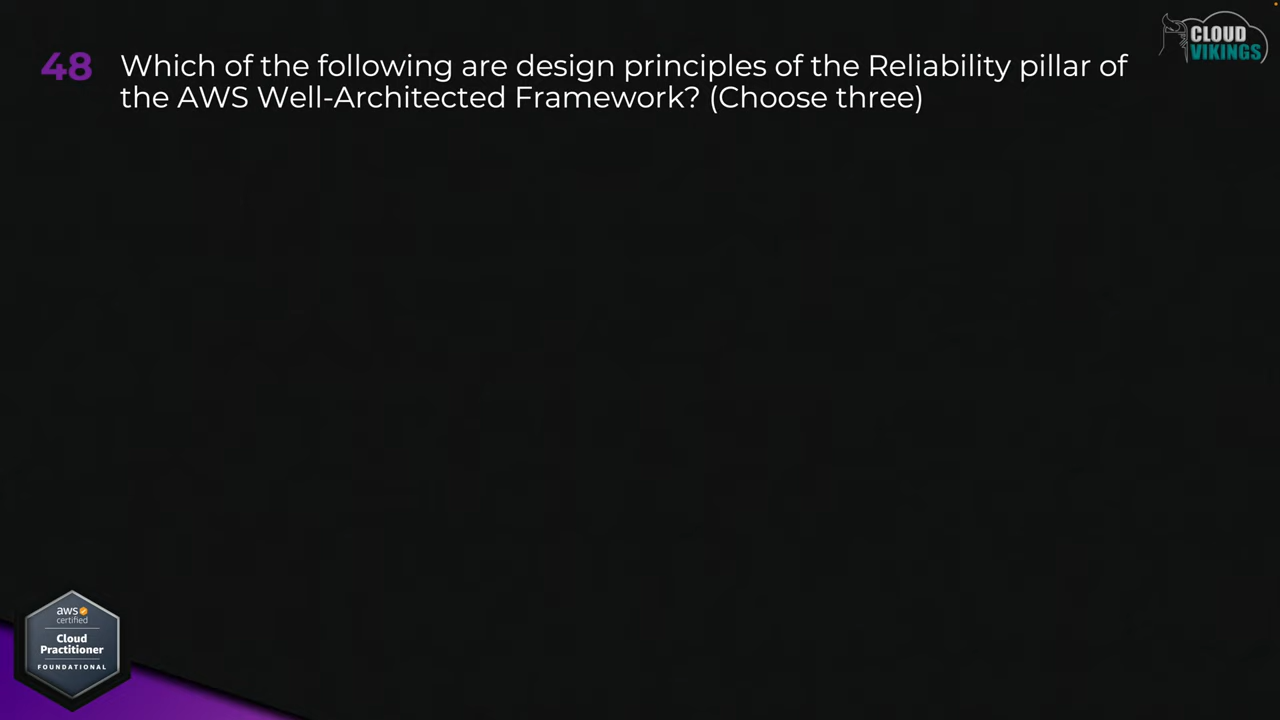 CLOUD
VIKINGS
48 Which of the following are design principles of the Reliability pillar of
the AWS Well-Architected Framework? (Choose three)
aws
certified
Cloud
Practitioner
FOUNDATIONAL